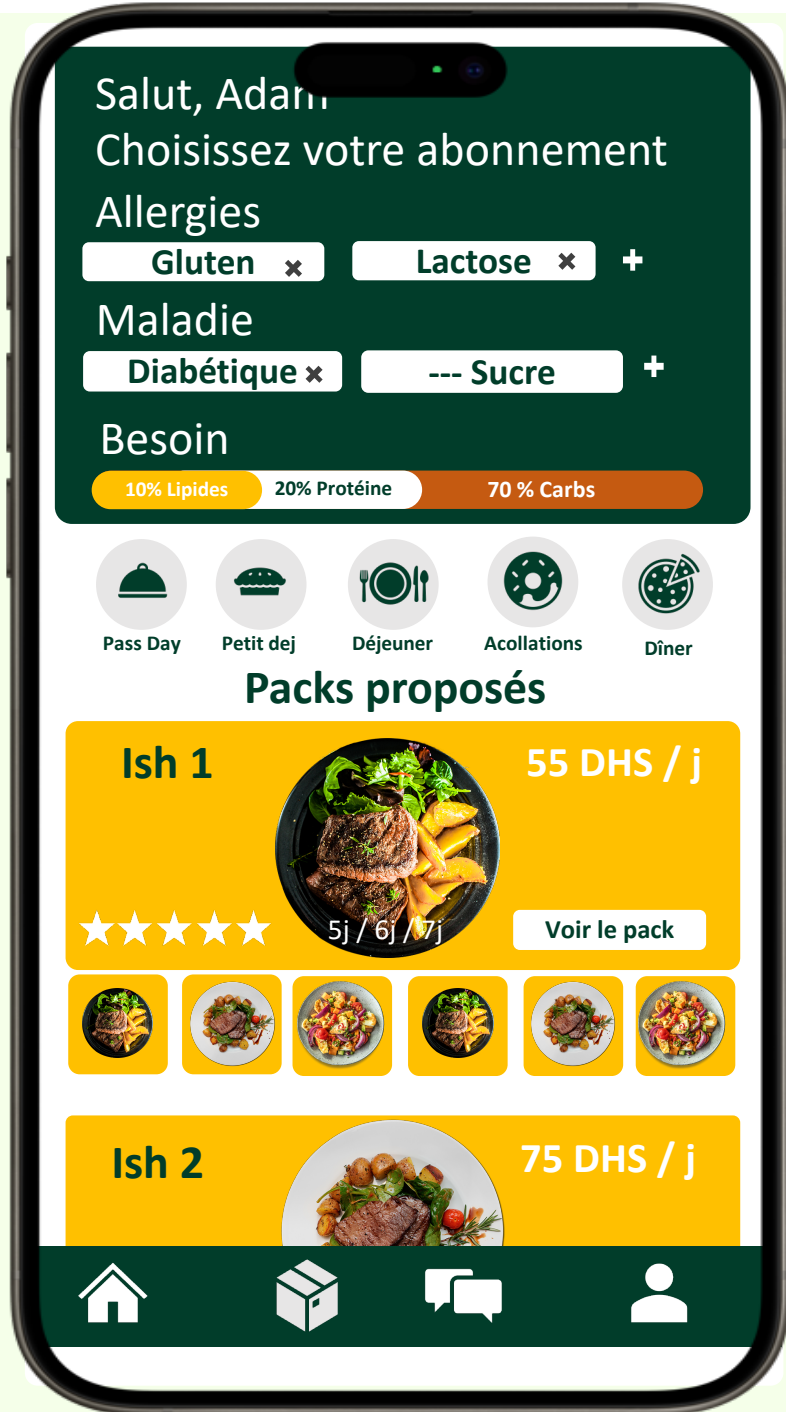 Salut, Adam
Choisissez votre abonnement
Allergies
Gluten ✖ Lactose ✖ +
Maladie
Diabétique ✖ --- Sucre +
Besoin
10% Lipides 20% Protéine 70 % Carbs
Pass Day Petit dej Déjeuner Acollations Dîner
Packs proposés
Ish 1 55 DHS / j
5j / 6j / 7j Voir le pack
Ish 2 75 DHS / j